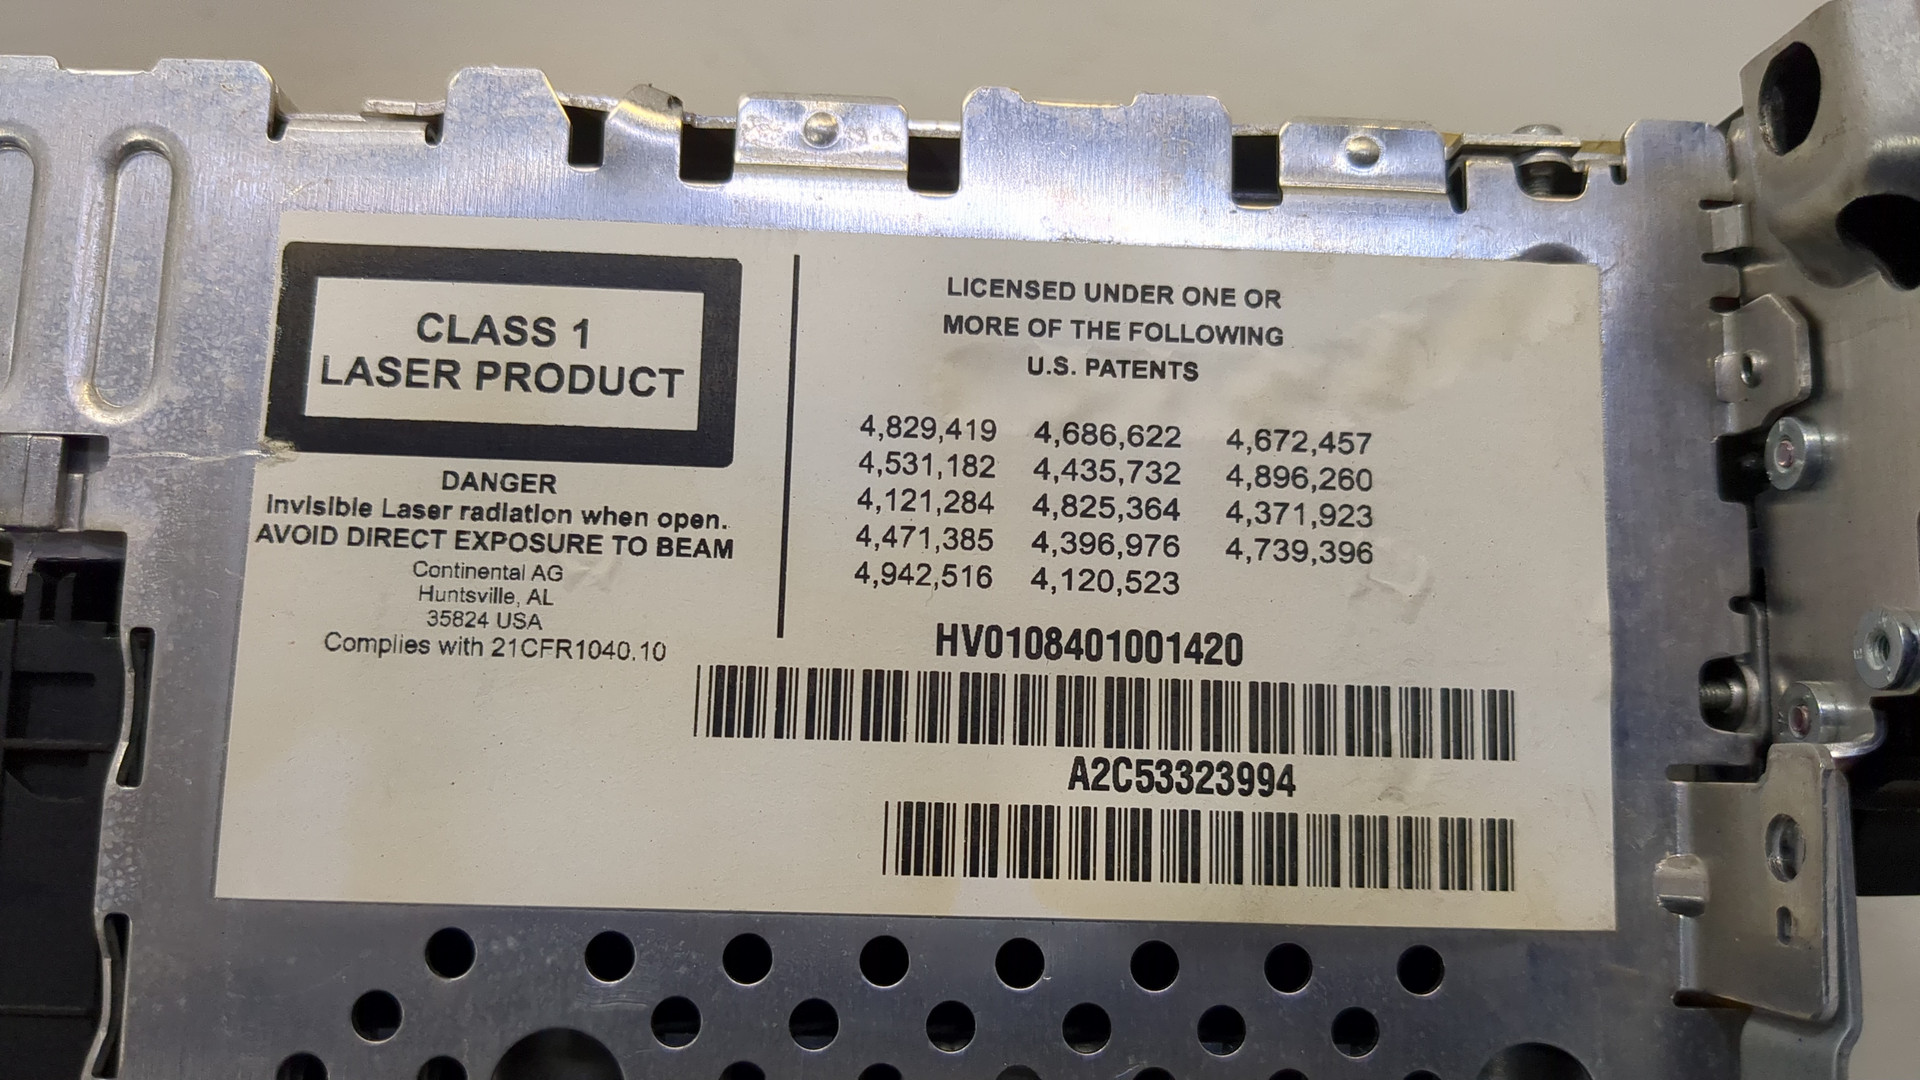 CLASS 1
LASER PRODUCT
DANGER
Invisible Laser radiation when open.
AVOID DIRECT EXPOSURE TO BEAM
Continental AG
Huntsville, AL
35824 USA
Complies with 21CFR1040.10
LICENSED UNDER ONE OR
MORE OF THE FOLLOWING
U.S. PATENTS
4,829,419 4,686,622 4,672,457
4,531,182 4,435,732 4,896,260
4,121,284 4,825,364 4,371,923
4,471,385 4,396,976 4,739,396
4,942,516 4,120,523
HV0108401001420
A2C53323994